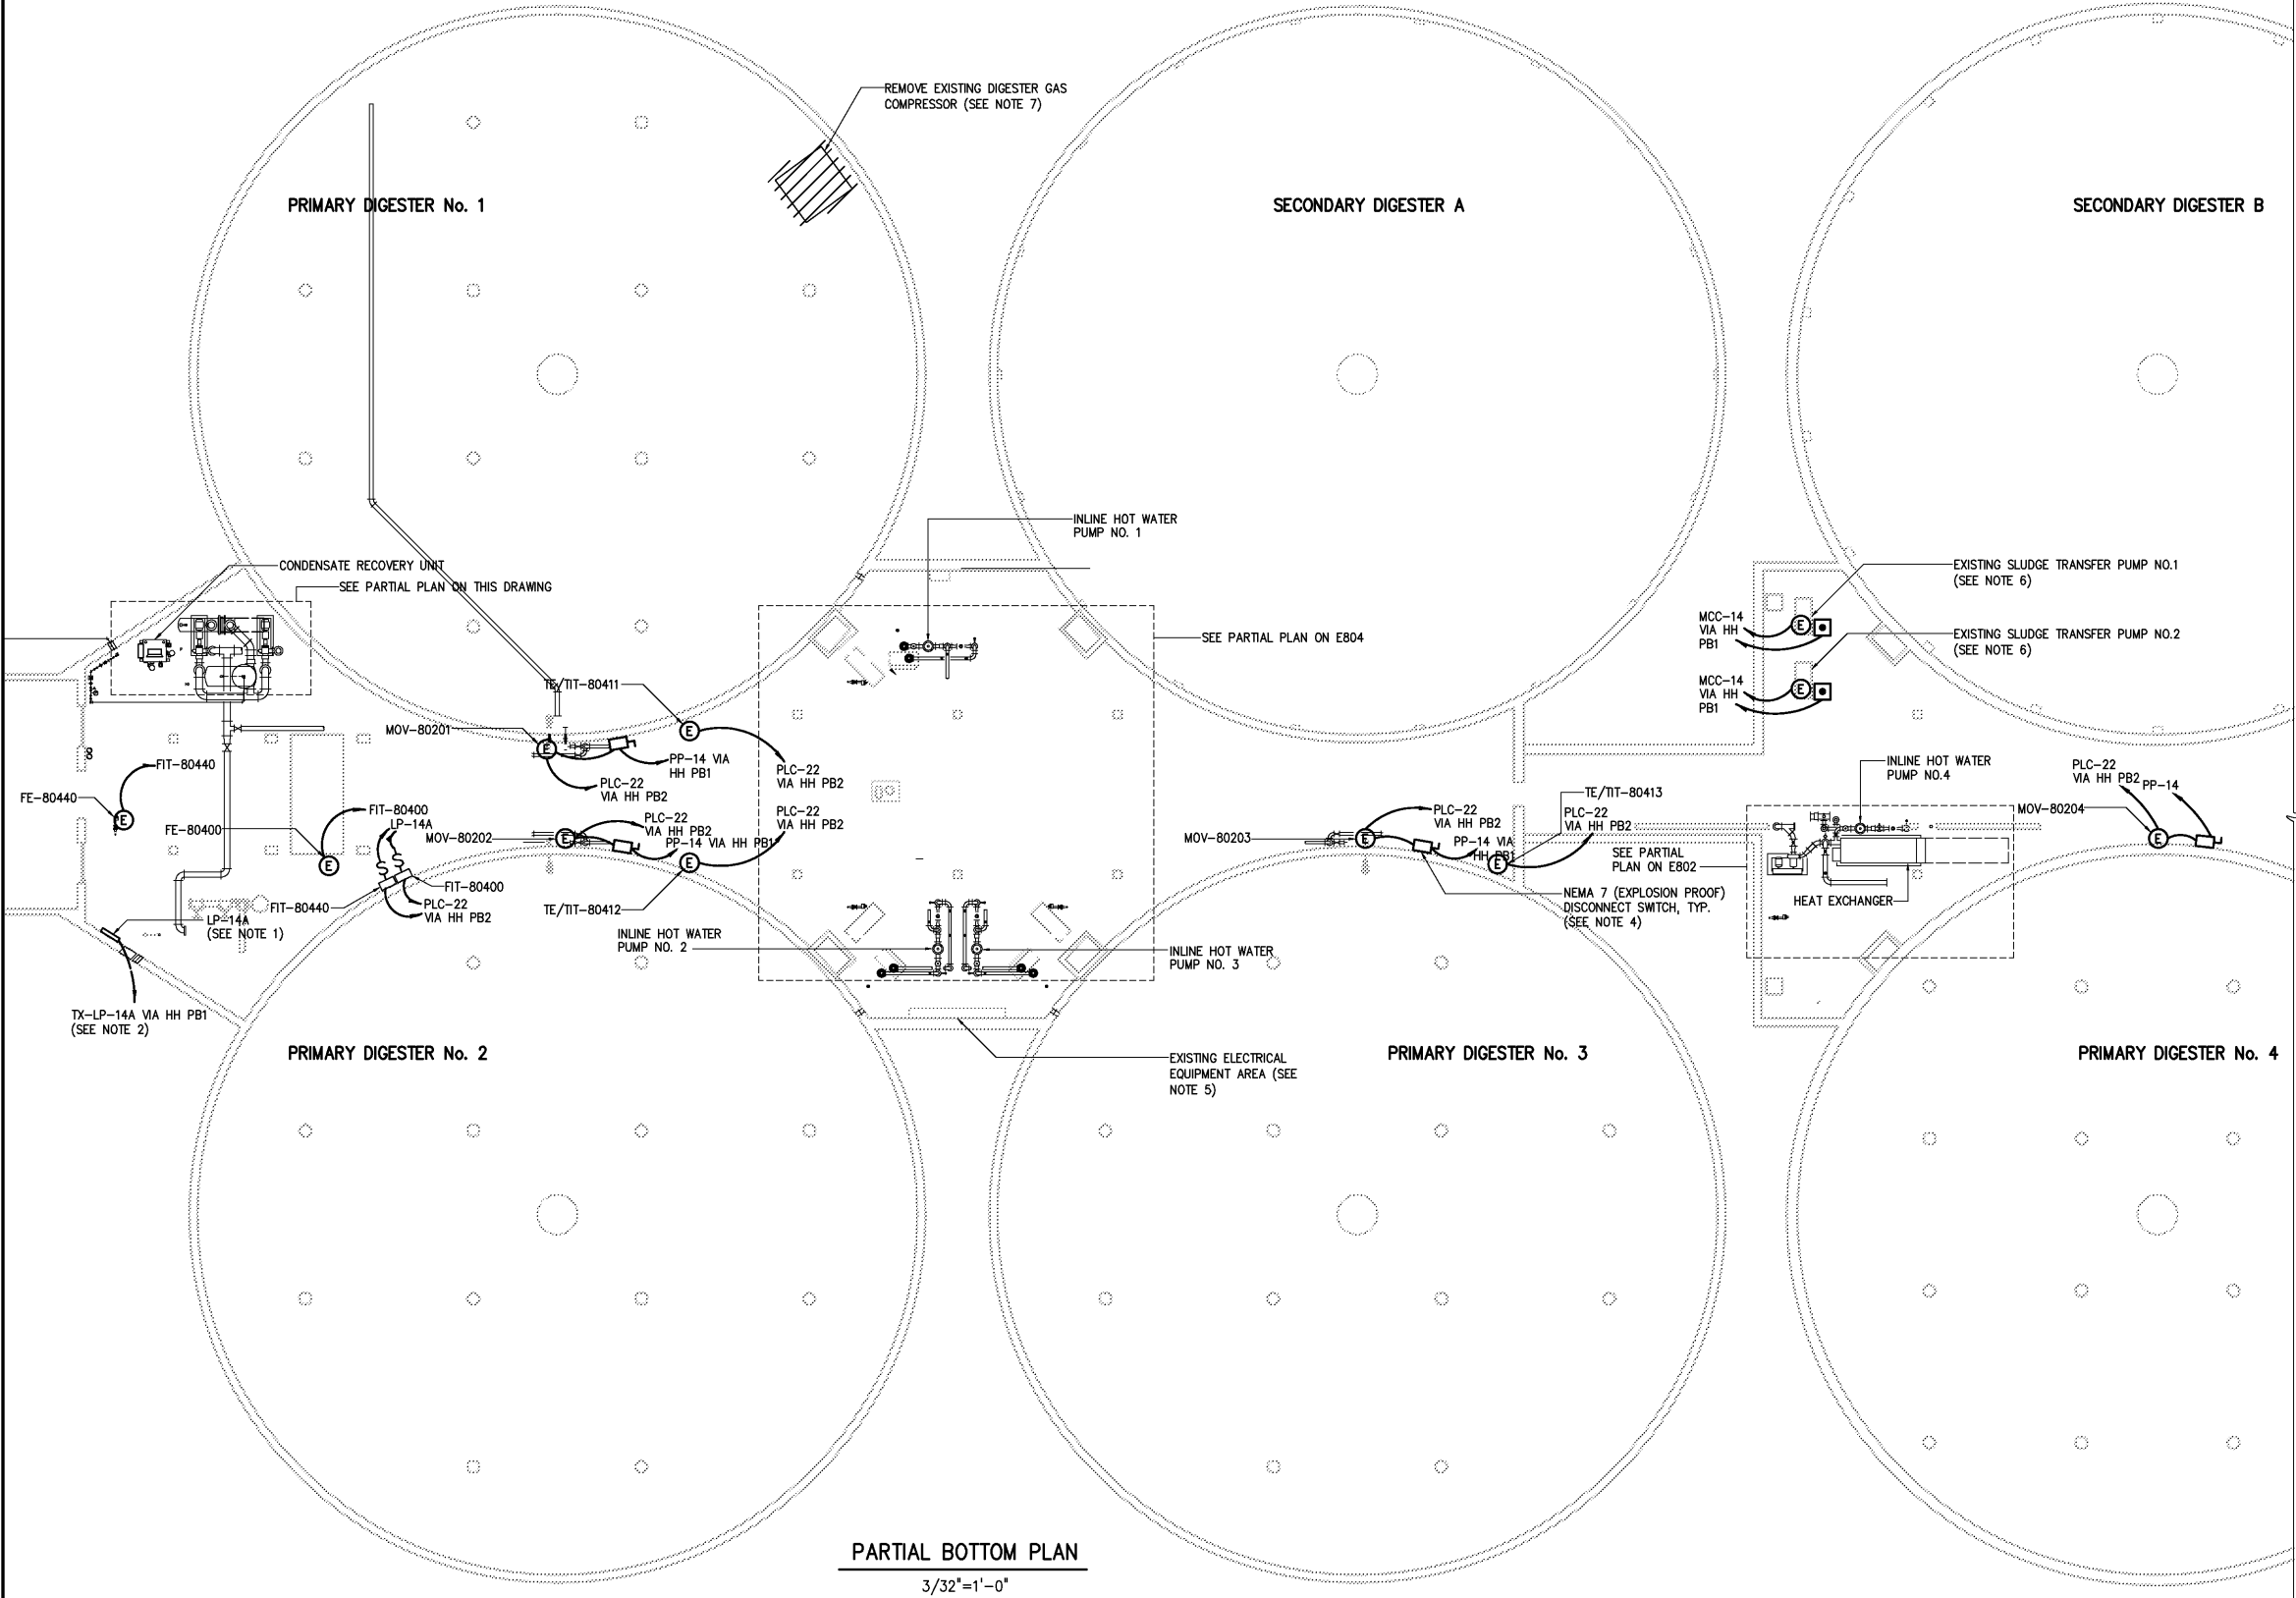 REMOVE EXISTING DIGESTER GAS
COMPRESSOR (SEE NOTE 7)
PRIMARY DIGESTER No. 1
SECONDARY DIGESTER A
SECONDARY DIGESTER B
INLINE HOT WATER
PUMP NO. 1
CONDENSATE RECOVERY UNIT
SEE PARTIAL PLAN ON THIS DRAWING
EXISTING SLUDGE TRANSFER PUMP NO.1
(SEE NOTE 6)
MCC-14
VIA HH
PB1
E
SEE PARTIAL PLAN ON E804
EXISTING SLUDGE TRANSFER PUMP NO.2
(SEE NOTE 6)
MCC-14
VIA HH
PB1
E
TE/TIT-80411
E
MOV-80201
E
PP-14 VIA
HH PB1
PLC-22
VIA HH PB2
PLC-22
VIA HH PB2
FIT-80440
FE-80440
E
FE-80400
E
FIT-80400
LP-14A
MOV-80202
E
PLC-22
VIA HH PB2
PP-14 VIA HH PB1
PLC-22
VIA HH PB2
E
TE/TIT-80412
FIT-80440
FIT-80400
PLC-22
VIA HH PB2
LP-14A
(SEE NOTE 1)
TX-LP-14A VIA HH PB1
(SEE NOTE 2)
MOV-80203
E
PLC-22
VIA HH PB2
PP-14 VIA
HH PB1
E
TE/TIT-80413
PLC-22
VIA HH PB2
NEMA 7 (EXPLOSION PROOF)
DISCONNECT SWITCH, TYP.
(SEE NOTE 4)
INLINE HOT WATER
PUMP NO.4
SEE PARTIAL
PLAN ON E802
HEAT EXCHANGER
PLC-22
VIA HH PB2
PP-14
MOV-80204
E
INLINE HOT WATER
PUMP NO. 2
INLINE HOT WATER
PUMP NO. 3
PRIMARY DIGESTER No. 2
EXISTING ELECTRICAL
EQUIPMENT AREA (SEE
NOTE 5)
PRIMARY DIGESTER No. 3
PRIMARY DIGESTER No. 4
PARTIAL BOTTOM PLAN
3/32"=1'-0"